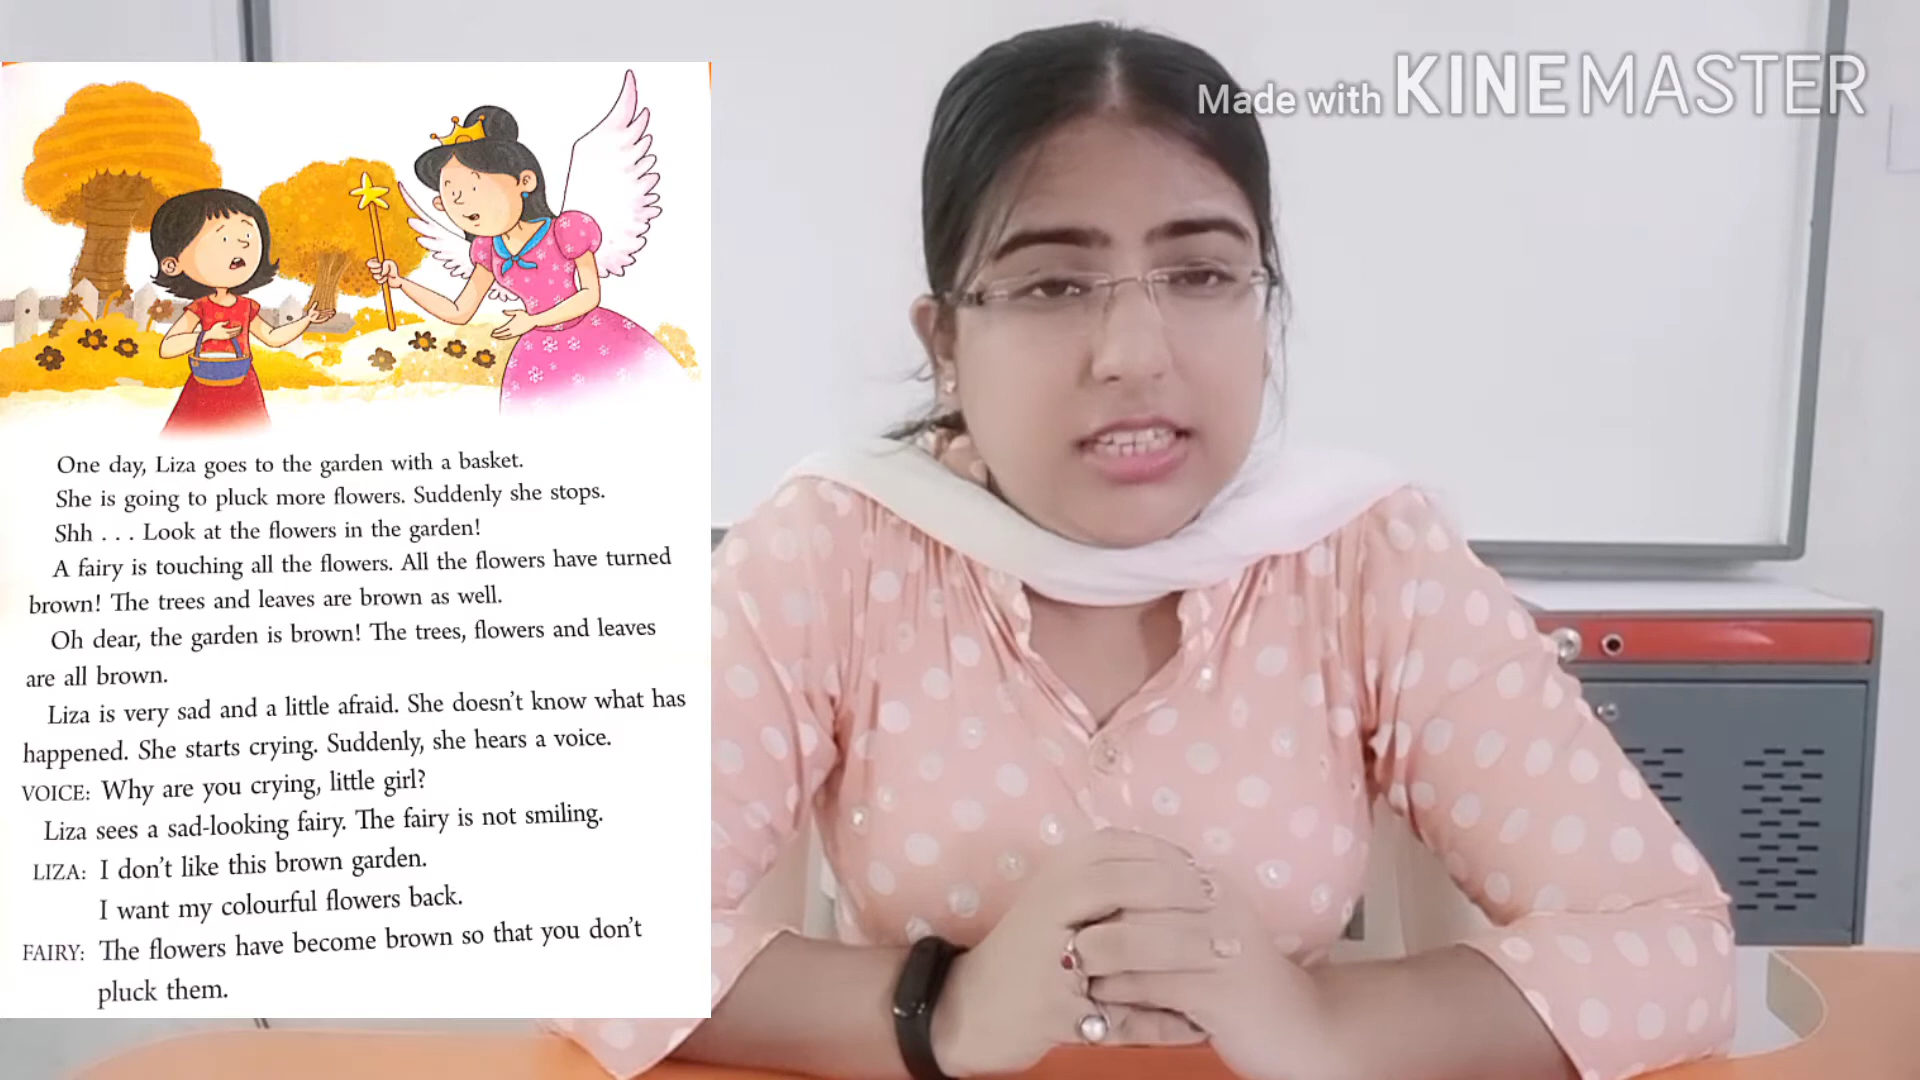 Made with KINEMASTER
One day, Liza goes to the garden with a basket.
She is going to pluck more flowers. Suddenly she stops.
Shh . . . Look at the flowers in the garden!
A fairy is touching all the flowers. All the flowers have turned
brown! The trees and leaves are brown as well.
Oh dear, the garden is brown! The trees, flowers and leaves
are all brown.
Liza is very sad and a little afraid. She doesn't know what has
happened. She starts crying. Suddenly, she hears a voice.
VOICE: Why are you crying, little girl?
Liza sees a sad-looking fairy. The fairy is not smiling.
LIZA: I don't like this brown garden.
I want my colourful flowers back.
FAIRY: The flowers have become brown so that you don't
pluck them.